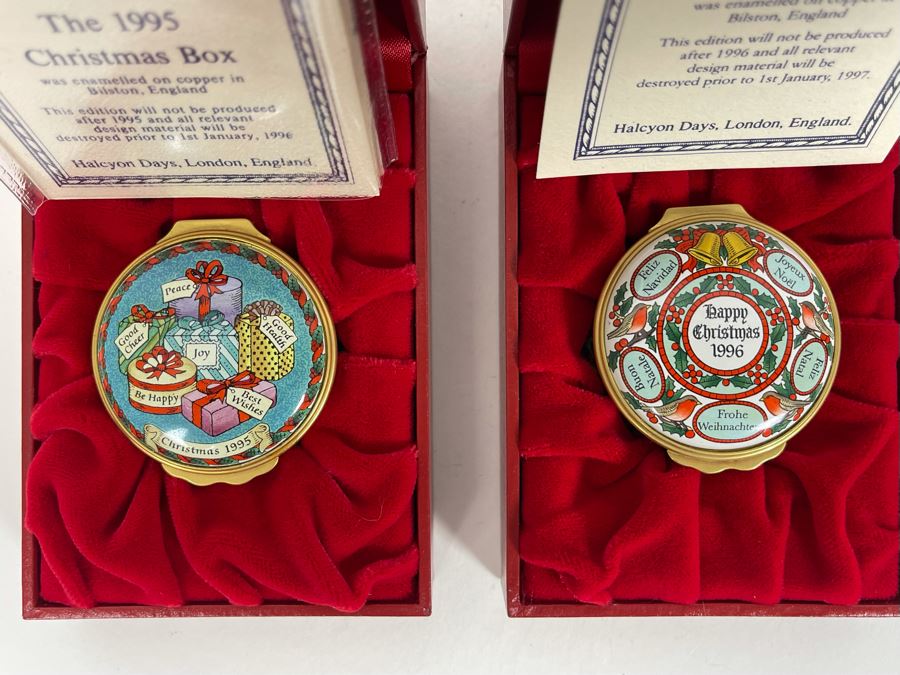 The 1995
Christmas Box
was enamelled on copper in
Bilston, England
This edition will not be produced
after 1995 and all relevant
design material will be
destroyed prior to 1st January, 1996
Halcyon Days, London, England.
was enamelled on copper in
Bilston, England
This edition will not be produced
after 1996 and all relevant
design material will be
destroyed prior to 1st January, 1997.
Halcyon Days, London, England.
Peace
Good
Cheer
Joy
Good
Health
Be Happy
Best
Wishes
Christmas 1995
Feliz
Navidad
Joyeux
Noël
Happy
Christmas
1996
Buon
Natale
Feliz
Natal
Frohe
Weihnachten